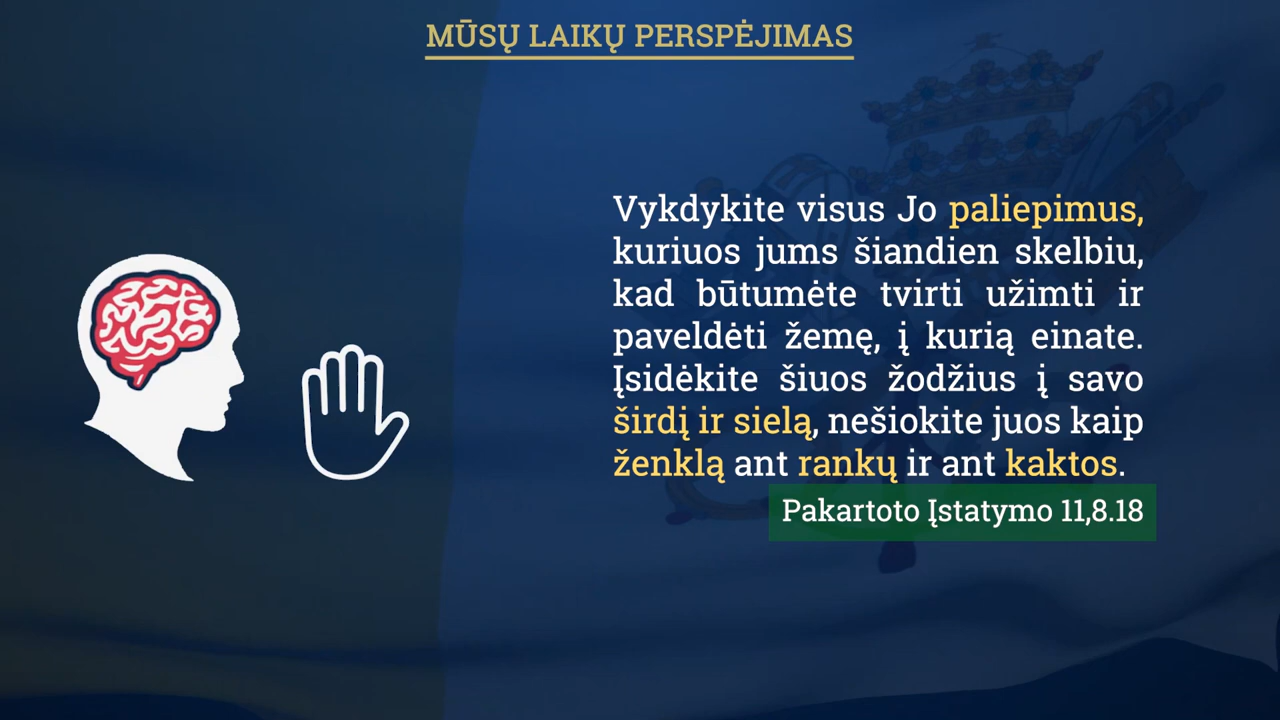 MŪSŲ LAIKŲ PERSPĖJIMAS
Vykdykite visus Jo paliepimus,
kuriuos jums šiandien skelbiu,
kad būtumėte tvirti užimti ir
paveldėti žemę, į kurią einate.
Įsidėkite šiuos žodžius į savo
širdį ir sielą, nešiokite juos kaip
ženklą ant rankų ir ant kaktos.
Pakartoto Įstatymo 11,8.18